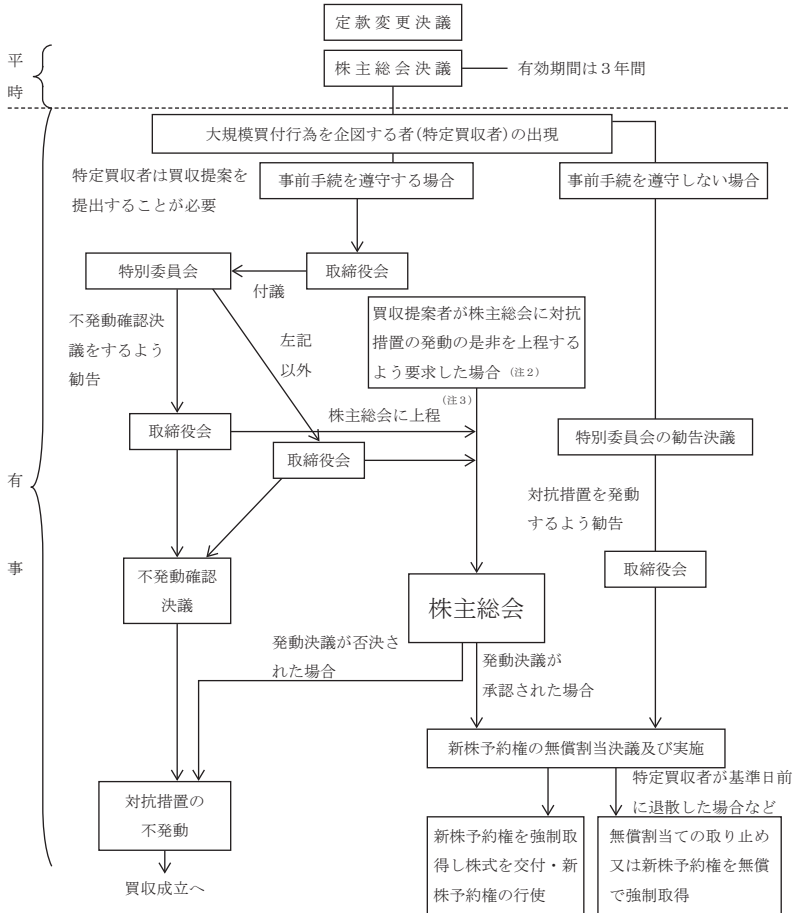 定款変更決議
平
時
株主総会決議
有効期間は3年間
大規模買付行為を企図する者(特定買収者)の出現
特定買収者は買収提案を
提出することが必要
事前手続を遵守する場合
事前手続を遵守しない場合
特別委員会
付議
取締役会
不発動確認決
議をするよう
勧告
左記
以外
買収提案者が株主総会に対抗
措置の発動の是非を上程する
よう要求した場合(注2)
(注3)
株主総会に上程
取締役会
取締役会
特別委員会の勧告決議
対抗措置を発動
するよう勧告
取締役会
有
事
不発動確認
決議
株主総会
発動決議が否決さ
れた場合
発動決議が
承認された場合
新株予約権の無償割当決議及び実施
特定買収者が基準日前
に退散した場合など
対抗措置の
不発動
買収成立へ
新株予約権を強制取
得し株式を交付・新
株予約権の行使
無償割当ての取り止め
又は新株予約権を無償
で強制取得